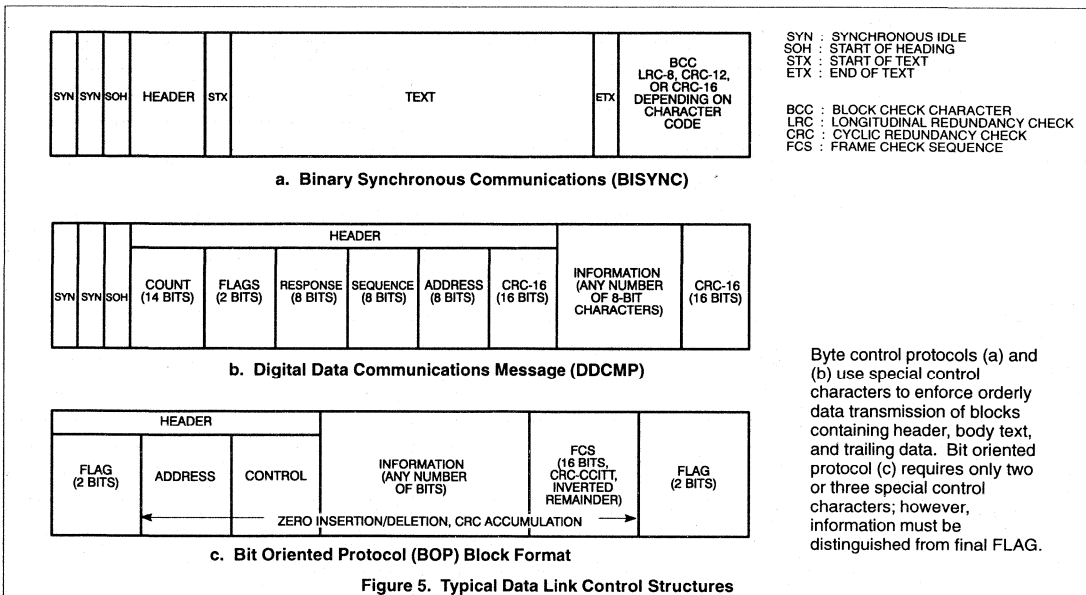 SYN
SYN
SOH
HEADER
STX
TEXT
ETX
BCC
LRC-8, CRC-12,
OR CRC-16
DEPENDING ON
CHARACTER
CODE
SYN : SYNCHRONOUS IDLE
SOH : START OF HEADING
STX : START OF TEXT
ETX : END OF TEXT
BCC : BLOCK CHECK CHARACTER
LRC : LONGITUDINAL REDUNDANCY CHECK
CRC : CYCLIC REDUNDANCY CHECK
FCS : FRAME CHECK SEQUENCE
a. Binary Synchronous Communications (BISYNC)
SYN
SYN
SOH
HEADER
COUNT
(14 BITS)
FLAGS
(2 BITS)
RESPONSE
(8 BITS)
SEQUENCE
(8 BITS)
ADDRESS
(8 BITS)
CRC-16
(16 BITS)
INFORMATION
(ANY NUMBER
OF 8-BIT
CHARACTERS)
CRC-16
(16 BITS)
b. Digital Data Communications Message (DDCMP)
HEADER
FLAG
(2 BITS)
ADDRESS
CONTROL
INFORMATION
(ANY NUMBER
OF BITS)
FCS
(16 BITS,
CRC-CCITT,
INVERTED
REMAINDER)
FLAG
(2 BITS)
ZERO INSERTION/DELETION, CRC ACCUMULATION
c. Bit Oriented Protocol (BOP) Block Format
Byte control protocols (a) and
(b) use special control
characters to enforce orderly
data transmission of blocks
containing header, body text,
and trailing data. Bit oriented
protocol (c) requires only two
or three special control
characters; however,
information must be
distinguished from final FLAG.
Figure 5. Typical Data Link Control Structures